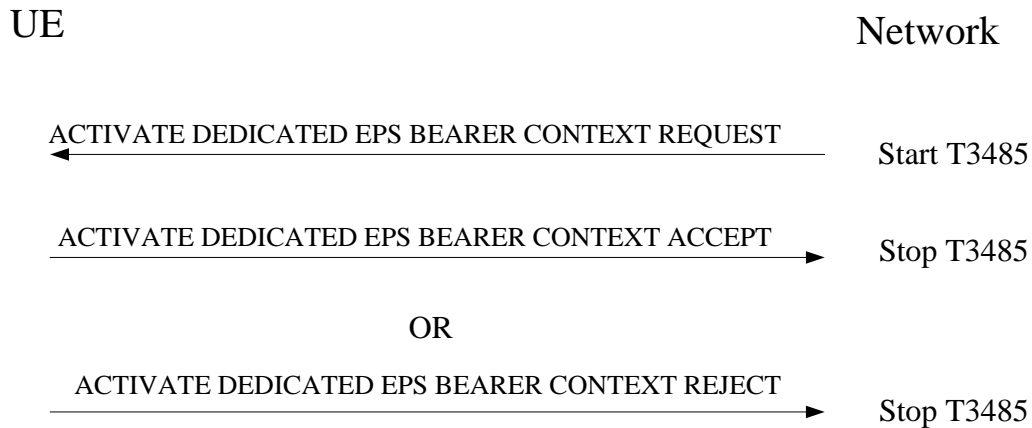 UE
Network
ACTIVATE DEDICATED EPS BEARER CONTEXT REQUEST
Start T3485
ACTIVATE DEDICATED EPS BEARER CONTEXT ACCEPT
Stop T3485
OR
ACTIVATE DEDICATED EPS BEARER CONTEXT REJECT
Stop T3485